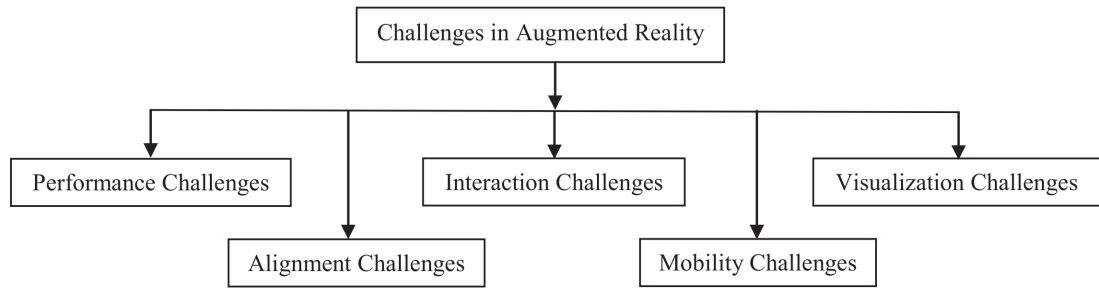 Challenges in Augmented Reality
Performance Challenges
Interaction Challenges
Visualization Challenges
Alignment Challenges
Mobility Challenges